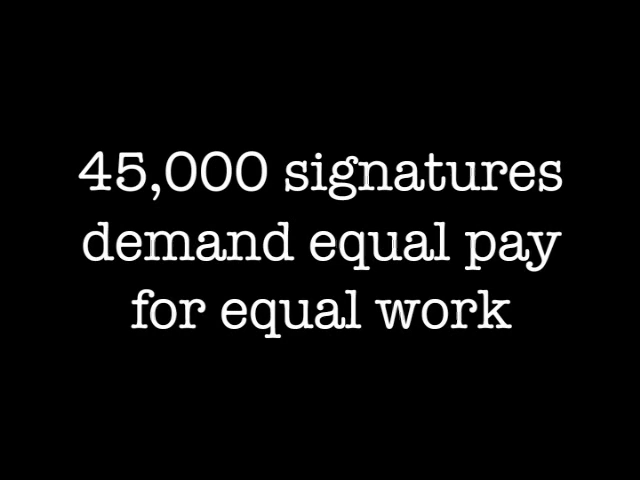 45,000 signatures
demand equal pay
for equal work